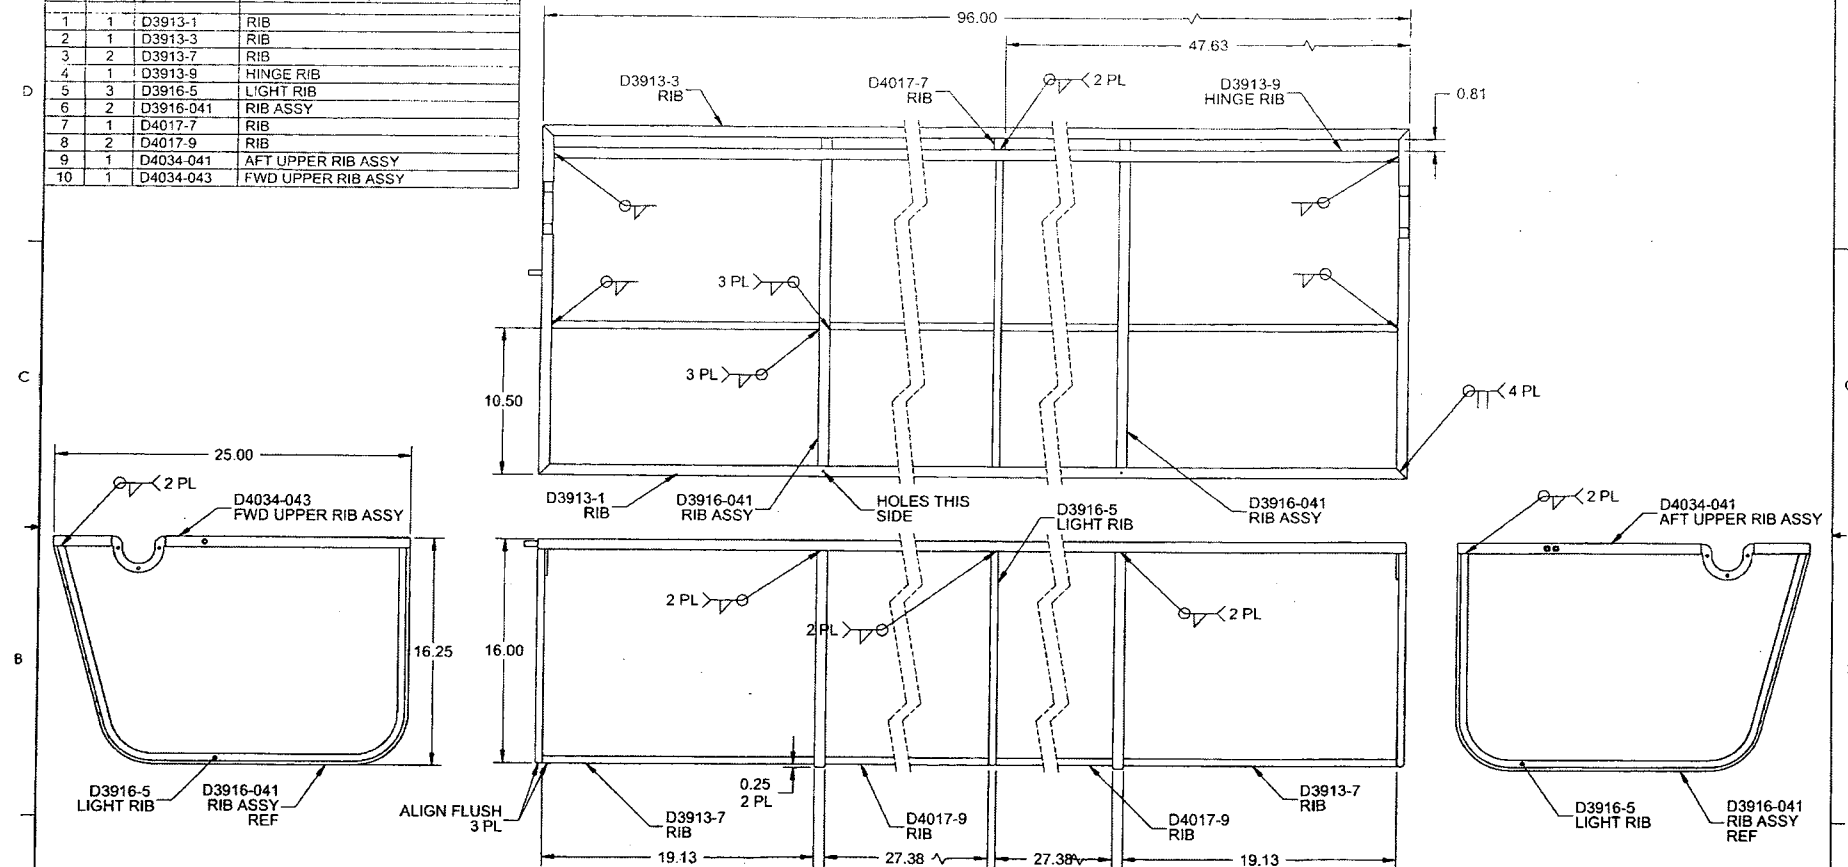 1 1 D3913-1 RIB
2 1 D3913-3 RIB
3 2 D3913-7 RIB
4 1 D3913-9 HINGE RIB
5 3 D3916-5 LIGHT RIB
6 2 D3916-041 RIB ASSY
7 1 D4017-7 RIB
8 2 D4017-9 RIB
9 1 D4034-041 AFT UPPER RIB ASSY
10 1 D4034-043 FWD UPPER RIB ASSY
D
C
B
96.00
47.63
D3913-3
RIB
D4017-7
RIB
2 PL
D3913-9
HINGE RIB
0.81
3 PL
3 PL
10.50
4 PL
D3913-1
RIB
D3916-041
RIB ASSY
HOLES THIS
SIDE
D3916-5
LIGHT RIB
D3916-041
RIB ASSY
25.00
2 PL
D4034-043
FWD UPPER RIB ASSY
16.25
D3916-5
LIGHT RIB
D3916-041
RIB ASSY
REF
16.00
2 PL
2 PL
2 PL
ALIGN FLUSH
3 PL
D3913-7
RIB
0.25
2 PL
D4017-9
RIB
D4017-9
RIB
D3913-7
RIB
19.13
27.38
27.38
19.13
2 PL
D4034-041
AFT UPPER RIB ASSY
D3916-5
LIGHT RIB
D3916-041
RIB ASSY
REF